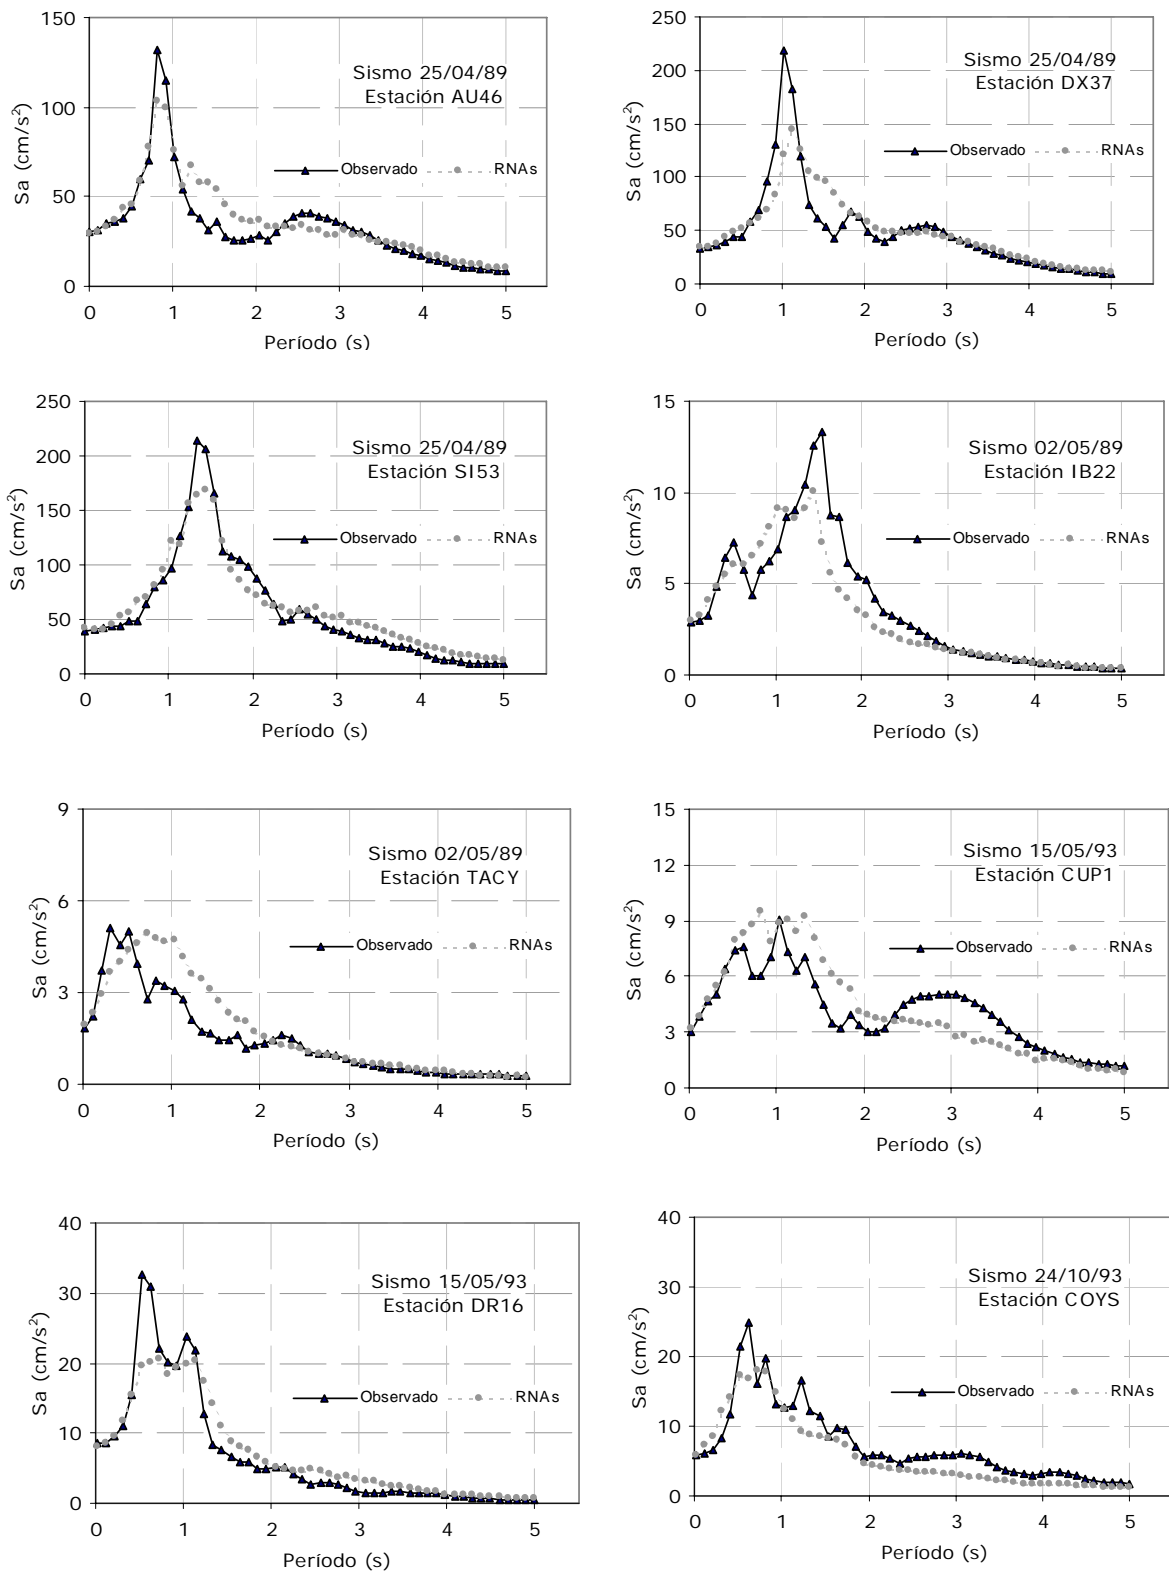 150
100
50
0
Sa (cm/s²)
Sismo 25/04/89
Estación AU46
Observado RNAs
0 1 2 3 4 5
Período (s)
250
200
150
100
50
0
Sa (cm/s²)
Sismo 25/04/89
Estación DX37
Observado RNAs
0 1 2 3 4 5
Período (s)
250
200
150
100
50
0
Sa (cm/s²)
Sismo 25/04/89
Estación SI53
Observado RNAs
0 1 2 3 4 5
Período (s)
15
10
5
0
Sa (cm/s²)
Sismo 02/05/89
Estación IB22
Observado RNAs
0 1 2 3 4 5
Período (s)
9
6
3
0
Sa (cm/s²)
Sismo 02/05/89
Estación TACY
Observado RNAs
0 1 2 3 4 5
Período (s)
15
12
9
6
3
0
Sa (cm/s²)
Sismo 15/05/93
Estación CUP1
Observado RNAs
0 1 2 3 4 5
Período (s)
40
30
20
10
0
Sa (cm/s²)
Sismo 15/05/93
Estación DR16
Observado RNAs
0 1 2 3 4 5
Período (s)
40
30
20
10
0
Sa (cm/s²)
Sismo 24/10/93
Estación COYS
Observado RNAs
0 1 2 3 4 5
Período (s)